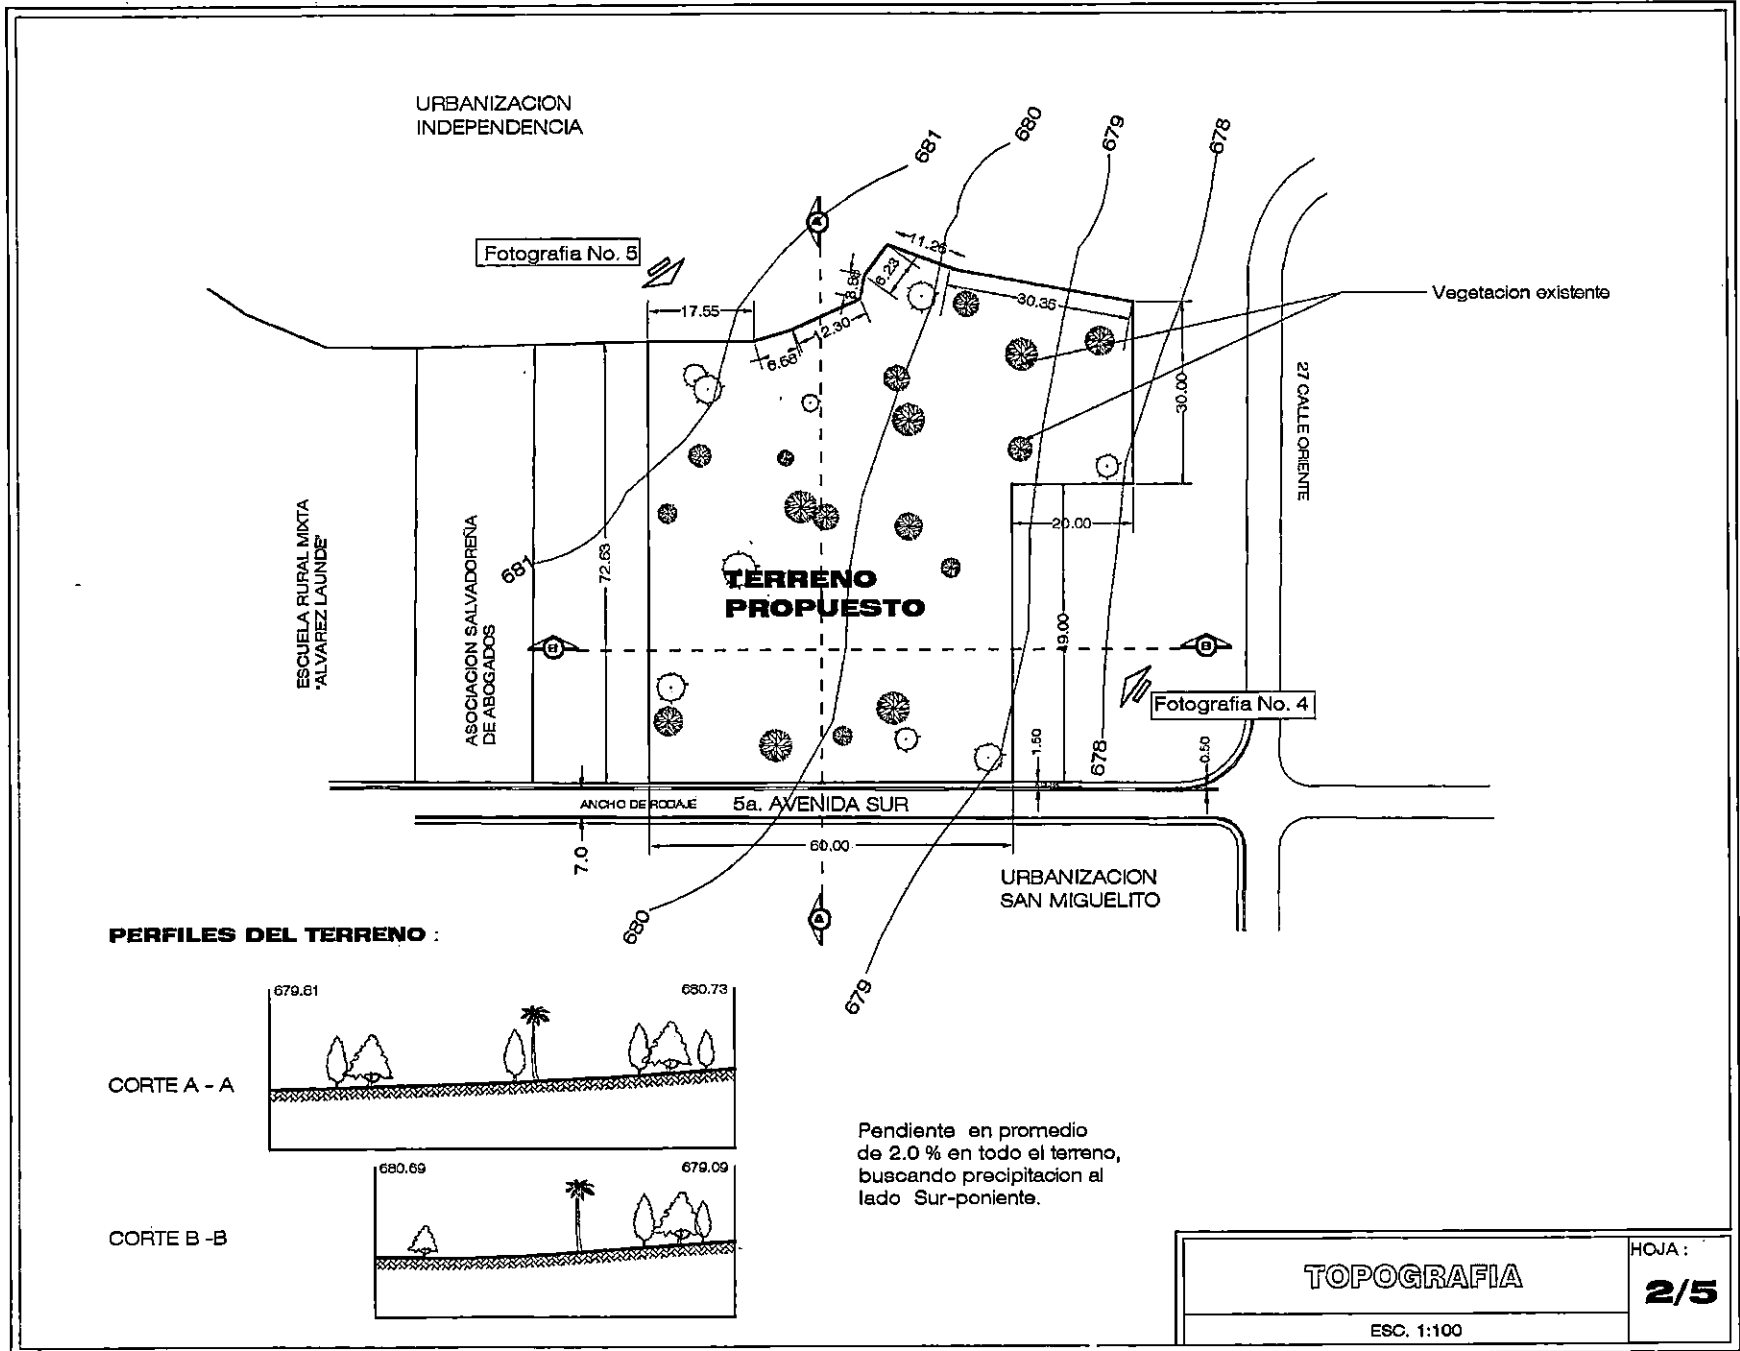 URBANIZACION
INDEPENDENCIA
681
680
679
678
Fotografia No. 5
11.25
6.23
17.55
12.30
6.58
30.35
Vegetacion existente
30.00
27 CALLE ORIENTE
20.00
ESCUELA RURAL MIXTA
"ALVAREZ LAUNDE"
ASOCIACION SALVADOREÑA
DE ABOGADOS
681
72.63
TERRENO
PROPUESTO
B
49.00
A
Fotografia No. 4
1.50
678
0.50
ANCHO DE RODAJE
5a. AVENIDA SUR
7.0
60.00
URBANIZACION
SAN MIGUELITO
680
A
679
PERFILES DEL TERRENO :
679.81
680.73
CORTE A - A
680.69
679.09
CORTE B -B
Pendiente en promedio
de 2.0 % en todo el terreno,
buscando precipitacion al
lado Sur-poniente.
TOPOGRAFIA
HOJA :
2/5
ESC. 1:100